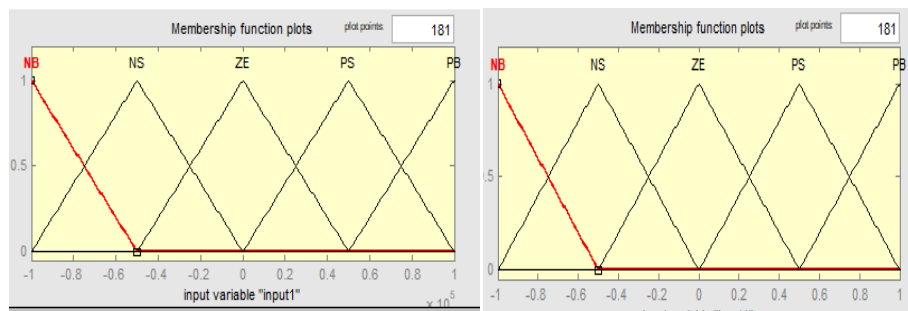 Membership function plots plot points: 181
NB NS ZE PS PB
1
0.5
0
-1 -0.8 -0.6 -0.4 -0.2 0 0.2 0.4 0.6 0.8 1
input variable "input1"
x 10^5
Membership function plots plot points: 181
NB NS ZE PS PB
1
.5
0
-1 -0.8 -0.6 -0.4 -0.2 0 0.2 0.4 0.6 0.8 1